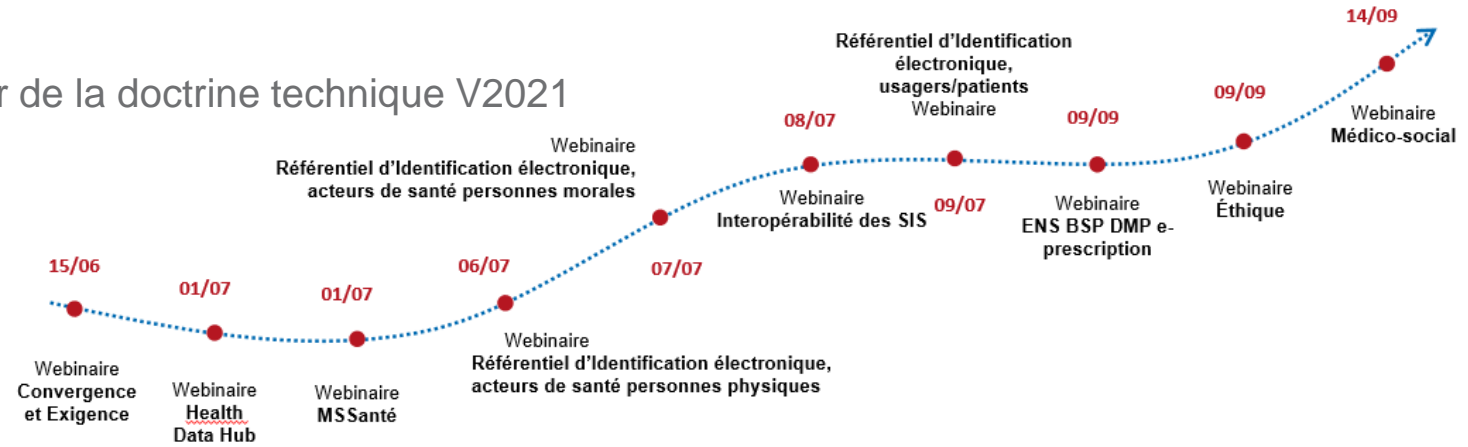 r de la doctrine technique V2021
15/06
Webinaire
Convergence
et Exigence
01/07
Webinaire
Health
Data Hub
01/07
Webinaire
MSSanté
06/07
Webinaire
Référentiel d'Identification électronique,
acteurs de santé personnes physiques
Webinaire
Référentiel d'Identification électronique,
acteurs de santé personnes morales
07/07
08/07
Webinaire
Interopérabilité des SIS
Référentiel d'Identification
électronique,
usagers/patients
Webinaire
09/07
09/09
Webinaire
ENS BSP DMP e-
prescription
09/09
Webinaire
Éthique
14/09
Webinaire
Médico-social